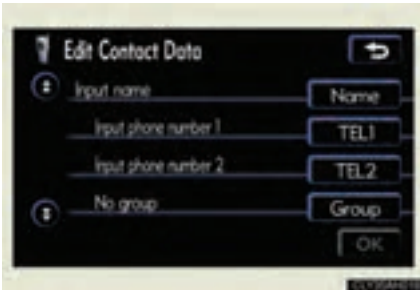 Edit Contact Data
Input name Name
Input phone number 1 TEL1
Input phone number 2 TEL2
No group Group
OK